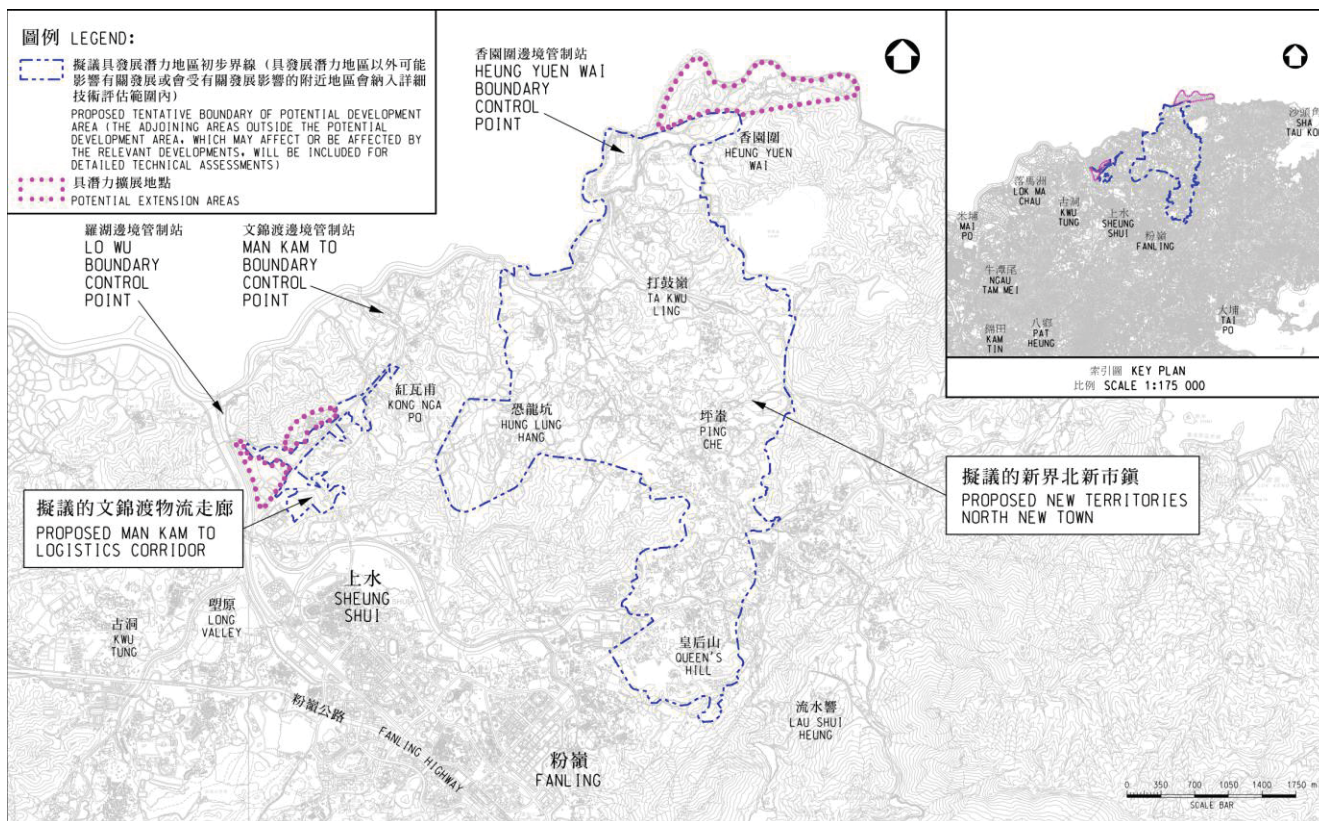 圖例 LEGEND:
擬議具發展潛力地區初步界線 (具發展潛力地區以外可能
影響有關發展或會受有關發展影響的附近地區會納入詳細
技術評估範圍內)
PROPOSED TENTATIVE BOUNDARY OF POTENTIAL DEVELOPMENT
AREA (THE ADJOINING AREAS OUTSIDE THE POTENTIAL
DEVELOPMENT AREA, WHICH MAY AFFECT OR BE AFFECTED BY
THE RELEVANT DEVELOPMENTS, WILL BE INCLUDED FOR
DETAILED TECHNICAL ASSESSMENTS)
具潛力擴展地點
POTENTIAL EXTENSION AREAS
香園圍邊境管制站
HEUNG YUEN WAI
BOUNDARY
CONTROL
POINT
香園圍
HEUNG YUEN
WAI
羅湖邊境管制站
LO WU
BOUNDARY
CONTROL
POINT
文錦渡邊境管制站
MAN KAM TO
BOUNDARY
CONTROL
POINT
打鼓嶺
TA KWU
LING
缸瓦甫
KONG NGA
PO
恐龍坑
HUNG LUNG
HANG
坪輋
PING
CHE
擬議的文錦渡物流走廊
PROPOSED MAN KAM TO
LOGISTICS CORRIDOR
擬議的新界北新市鎮
PROPOSED NEW TERRITORIES
NORTH NEW TOWN
上水
SHEUNG
SHUI
塱原
LONG
VALLEY
古洞
KWU
TUNG
皇后山
QUEEN'S
HILL
流水響
LAU SHUI
HEUNG
粉嶺公路
FANLING HIGHWAY
粉嶺
FANLING
沙頭角
SHA
TAU KOK
落馬洲
LOK MA
CHAU
古洞
KWU
TUNG
上水
SHEUNG
SHUI
粉嶺
FANLING
米埔
MAI
PO
牛潭尾
NGAU
TAM MEI
錦田
KAM
TIN
八鄉
PAT
HEUNG
大埔
TAI
PO
索引圖 KEY PLAN
比例 SCALE 1:175 000
0 350 700 1050 1400 1750 m
SCALE BAR